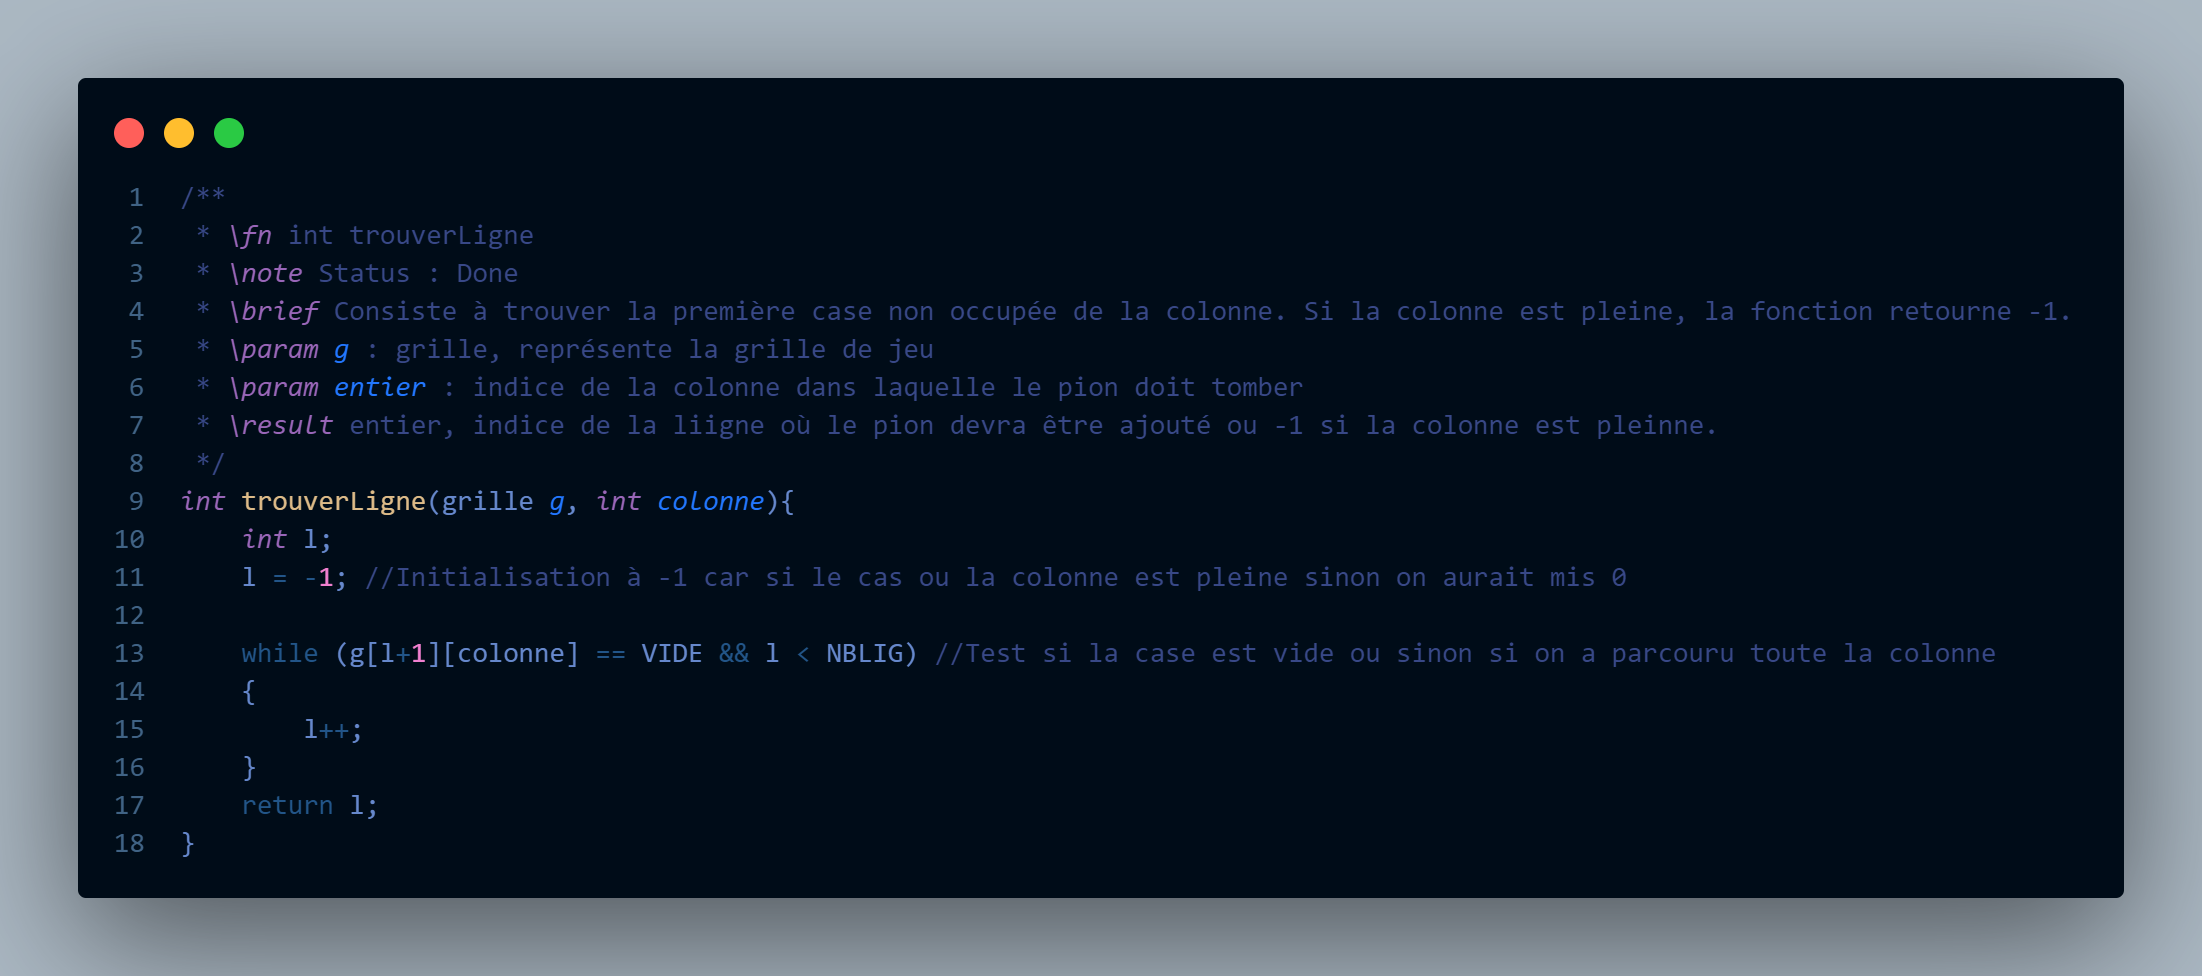 1 /**
2  * \fn int trouverLigne
3  * \note Status : Done
4  * \brief Consiste à trouver la première case non occupée de la colonne. Si la colonne est pleine, la fonction retourne -1.
5  * \param g : grille, représente la grille de jeu
6  * \param entier : indice de la colonne dans laquelle le pion doit tomber
7  * \result entier, indice de la liigne où le pion devra être ajouté ou -1 si la colonne est pleinne.
8  */
9 int trouverLigne(grille g, int colonne){
10     int l;
11     l = -1; //Initialisation à -1 car si le cas ou la colonne est pleine sinon on aurait mis 0
12
13     while (g[l+1][colonne] == VIDE && l < NBLIG) //Test si la case est vide ou sinon si on a parcouru toute la colonne
14     {
15         l++;
16     }
17     return l;
18 }